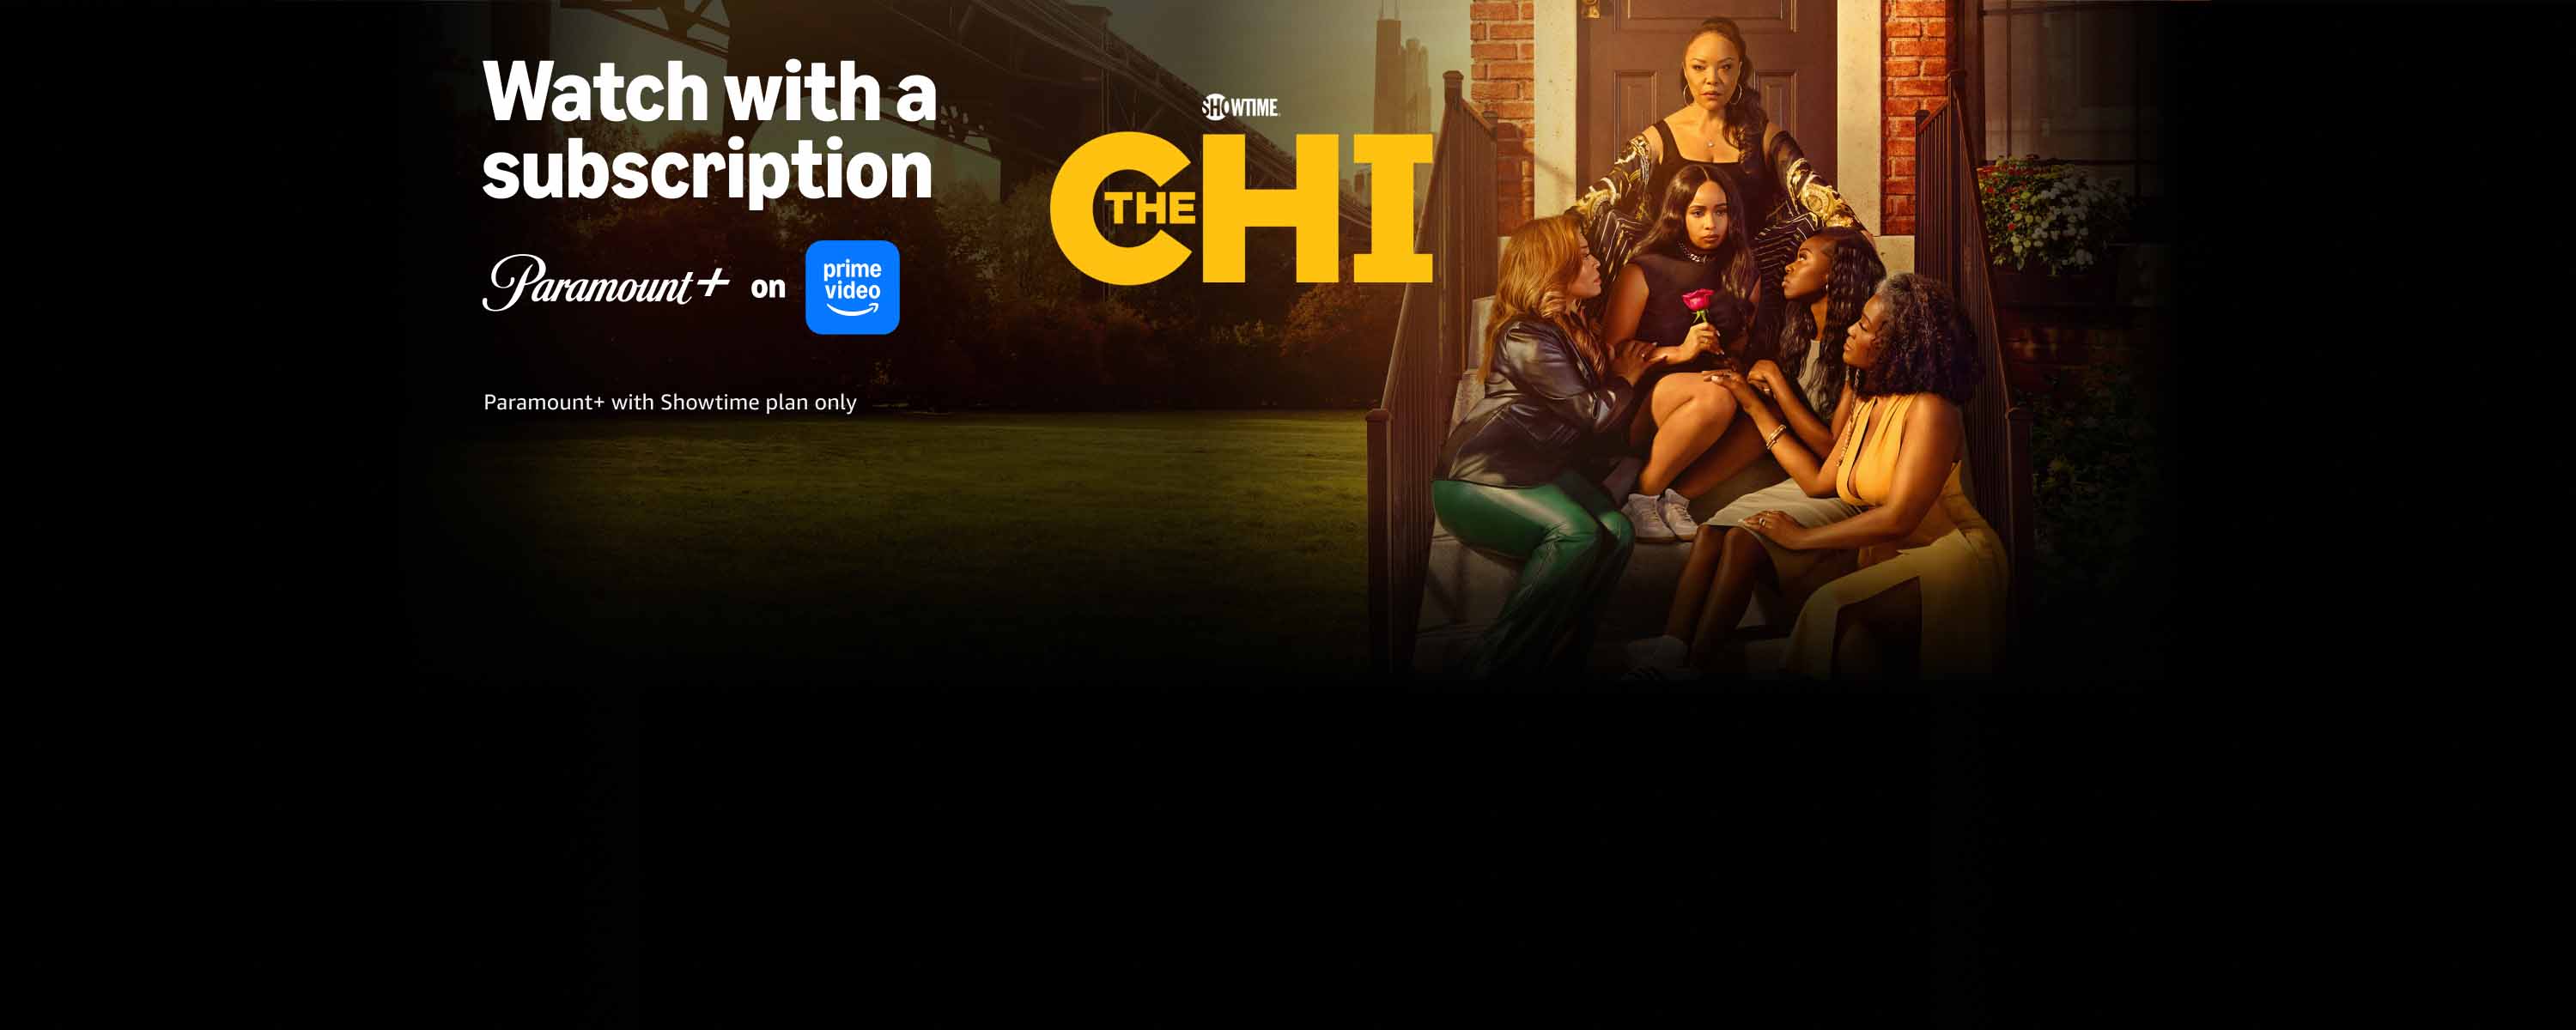 Watch with a
subscription
Paramount+ on prime video
Paramount+ with Showtime plan only
SHOWTIME
THE CHI